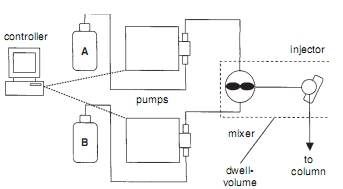 controller
A
injector
pumps
B
mixer
dwell-
volume
to
column